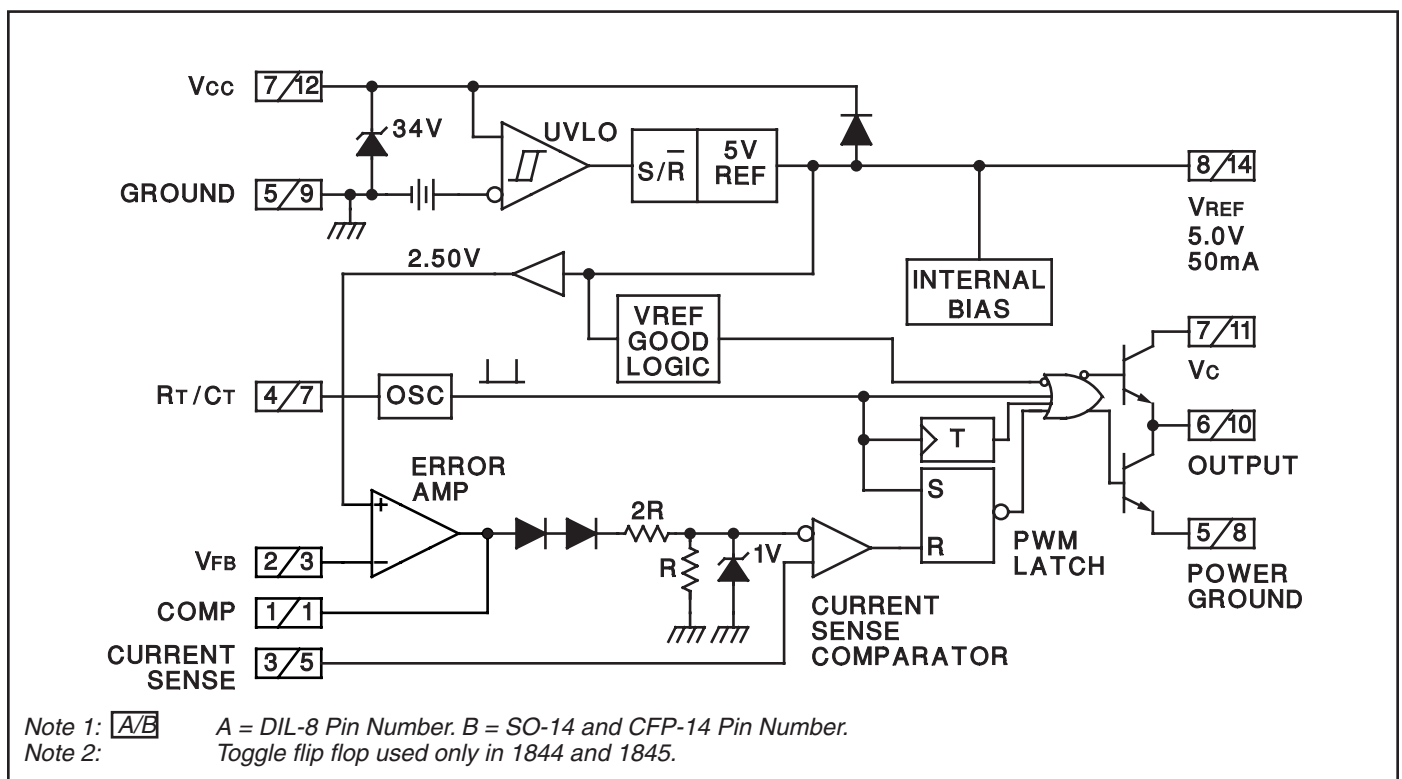 VCC 7/12
34V
UVLO
S/R̅
5V
REF
GROUND 5/9
8/14
VREF
5.0V
50mA
2.50V
INTERNAL
BIAS
VREF
GOOD
LOGIC
7/11
VC
RT/CT 4/7
OSC
T
6/10
OUTPUT
ERROR
AMP
+
−
S
R
2R
R
1V
PWM
LATCH
VFB 2/3
5/8
POWER
GROUND
COMP 1/1
CURRENT
SENSE
COMPARATOR
CURRENT
SENSE
3/5
Note 1: A/B A = DIL-8 Pin Number. B = SO-14 and CFP-14 Pin Number.
Note 2: Toggle flip flop used only in 1844 and 1845.